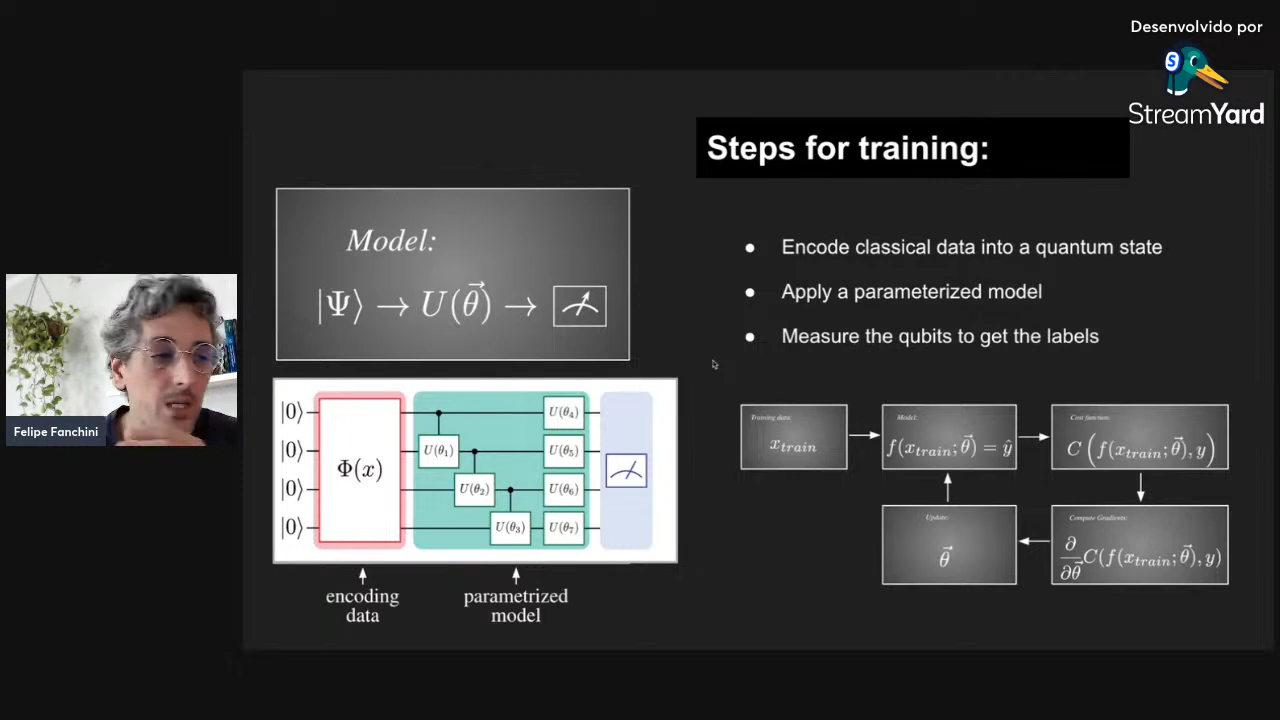 Desenvolvido por
StreamYard
Steps for training:
Model:
|Ψ⟩ → U(θ⃗) →
Encode classical data into a quantum state
Apply a parameterized model
Measure the qubits to get the labels
Felipe Fanchini
|0⟩
|0⟩
|0⟩
|0⟩
Φ(x)
U(θ₁)
U(θ₂)
U(θ₃)
U(θ₄)
U(θ₅)
U(θ₆)
U(θ₇)
encoding
data
parametrized
model
Training data:
x_train
Model:
f(x_train; θ⃗) = ŷ
Cost function:
C(f(x_train; θ⃗), y)
Update:
θ⃗
Compute Gradients:
∂/∂θ⃗ C(f(x_train; θ⃗), y)